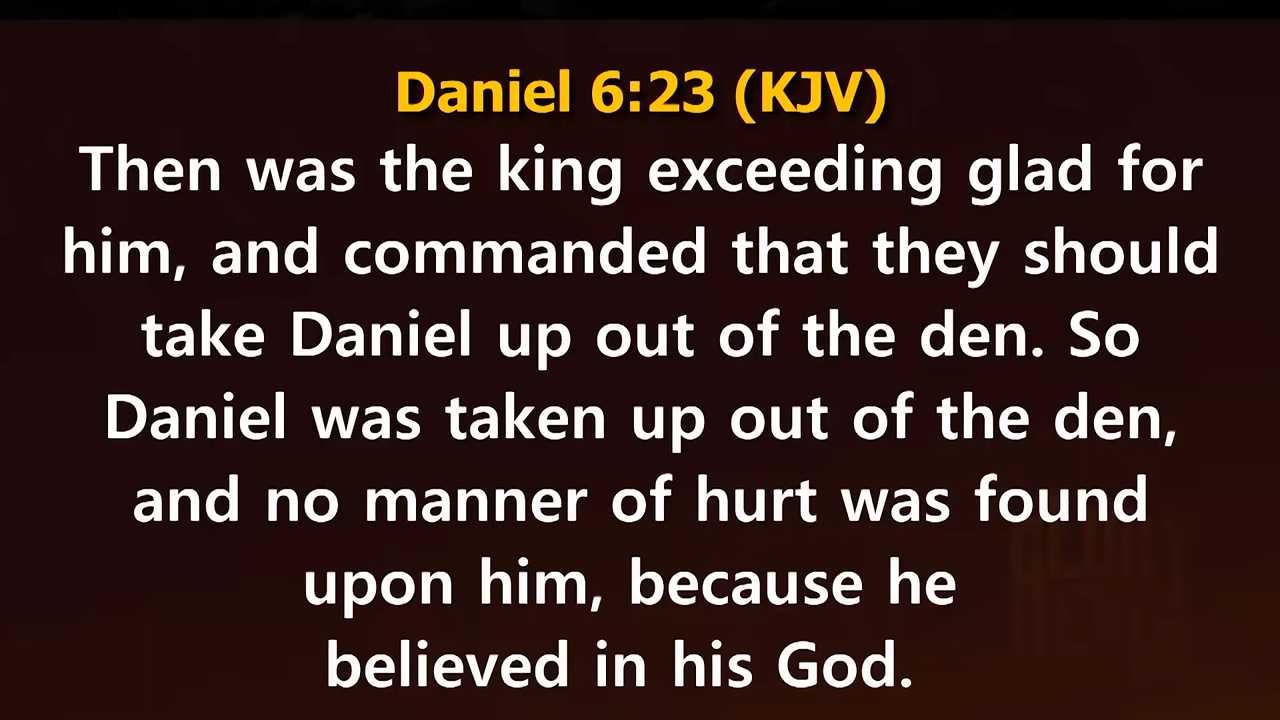 Daniel 6:23 (KJV)
Then was the king exceeding glad for
him, and commanded that they should
take Daniel up out of the den. So
Daniel was taken up out of the den,
and no manner of hurt was found
upon him, because he
believed in his God.